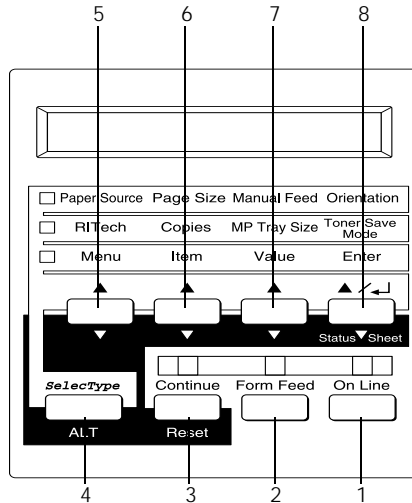 5 6 7 8
Paper Source Page Size Manual Feed Orientation
RITech Copies MP Tray Size Toner Save Mode
Menu Item Value Enter
Status Sheet
SelecType Continue Form Feed On Line
ALT Reset
4 3 2 1